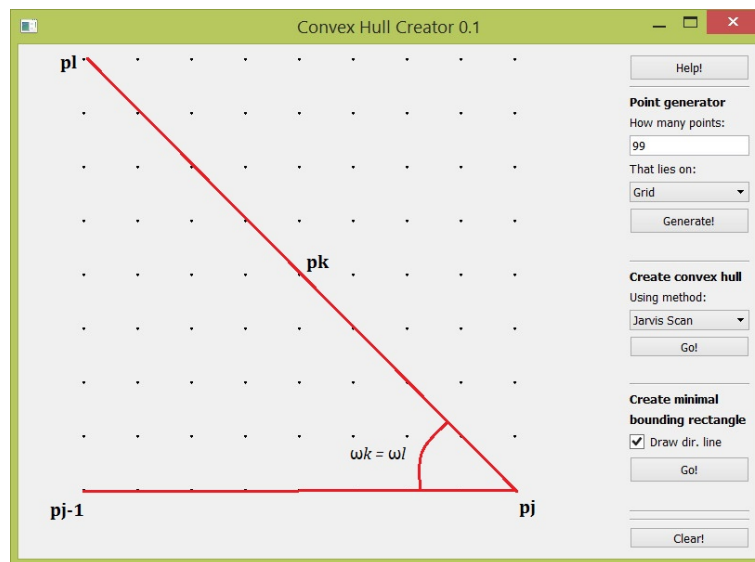 Convex Hull Creator 0.1
pl
pk
ωk = ωl
pj-1
pj
Help!
Point generator
How many points:
99
That lies on:
Grid
Generate!
Create convex hull
Using method:
Jarvis Scan
Go!
Create minimal
bounding rectangle
Draw dir. line
Go!
Clear!